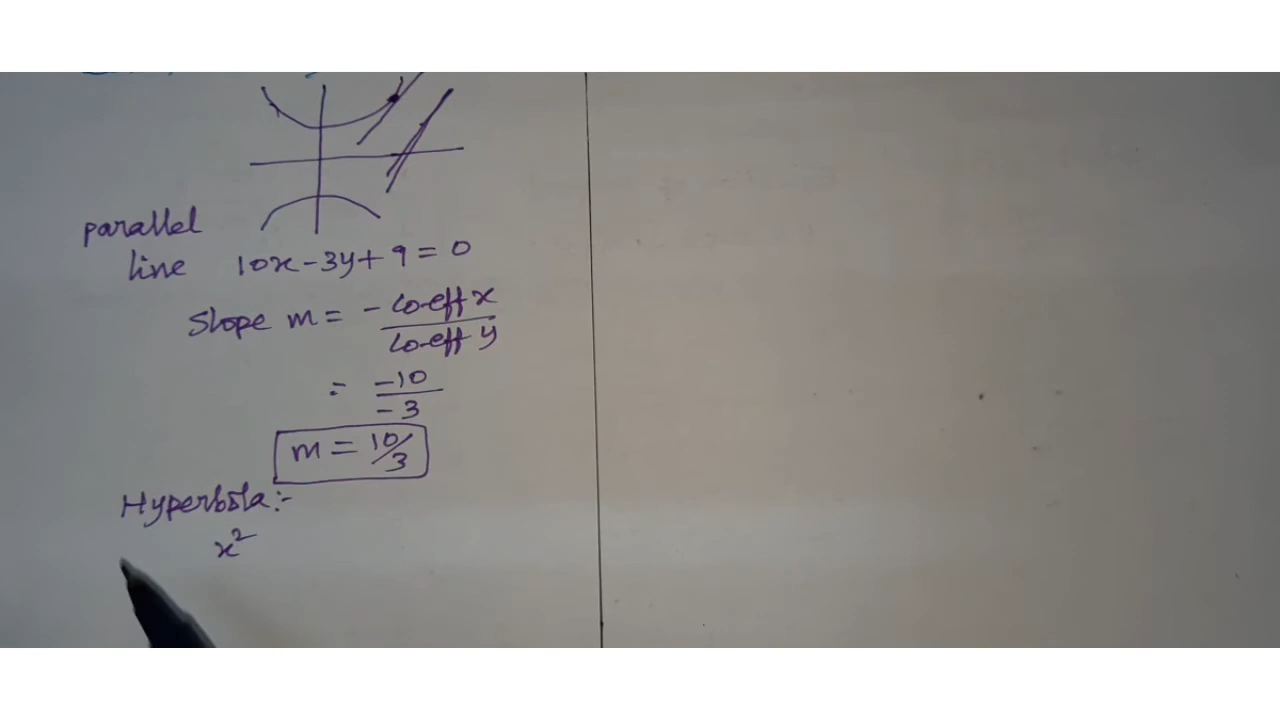 parallel
line 10x - 3y + 9 = 0
Slope m = - co-eff x / co-eff y
= -10 / -3
m = 10/3
Hyperbola :-
x²